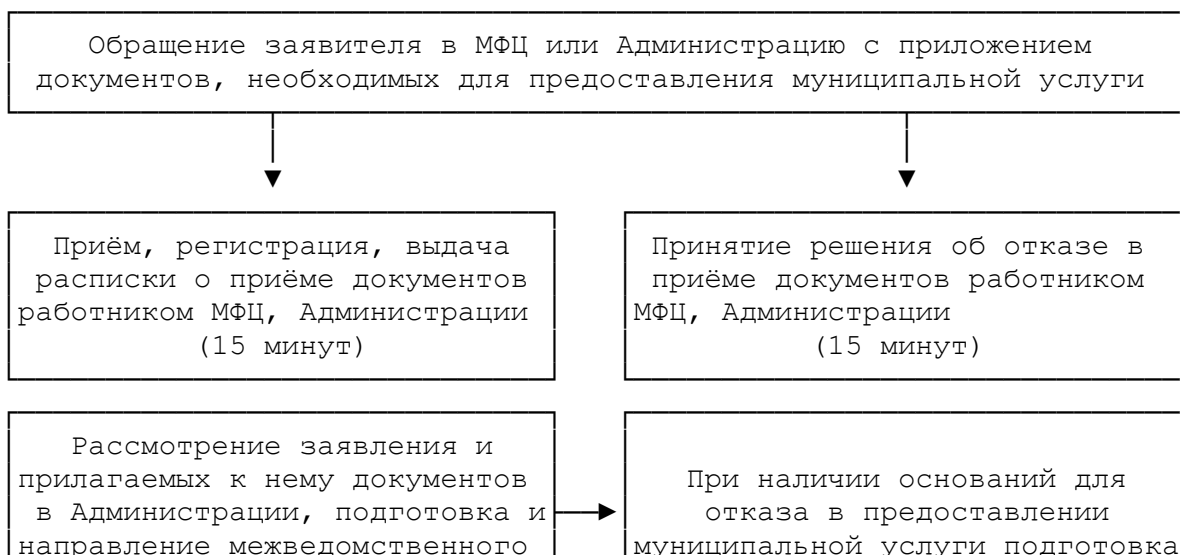 Обращение заявителя в МФЦ или Администрацию с приложением
документов, необходимых для предоставления муниципальной услуги
Приём, регистрация, выдача
расписки о приёме документов
работником МФЦ, Администрации
(15 минут)
Принятие решения об отказе в
приёме документов работником
МФЦ, Администрации
(15 минут)
Рассмотрение заявления и
прилагаемых к нему документов
в Администрации, подготовка и
направление межведомственного
При наличии оснований для
отказа в предоставлении
муниципальной услуги подготовка